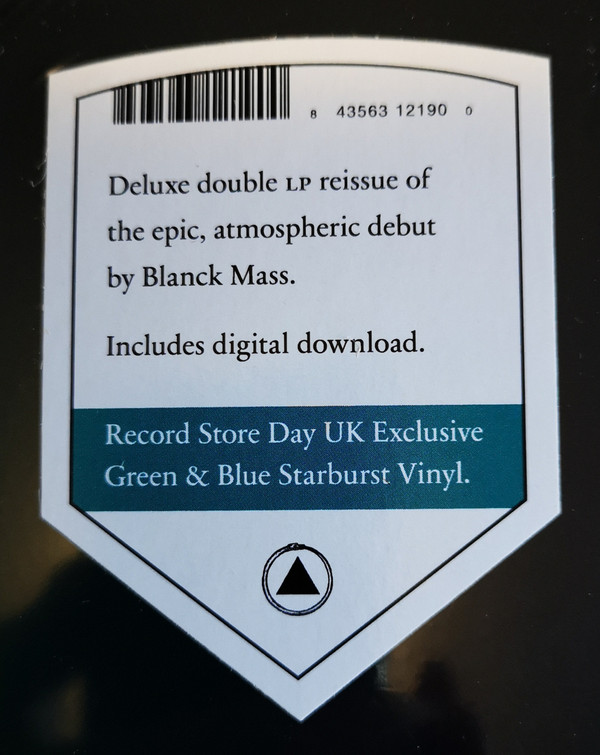 8 43563 12190 0
Deluxe double LP reissue of
the epic, atmospheric debut
by Blanck Mass.
Includes digital download.
Record Store Day UK Exclusive
Green & Blue Starburst Vinyl.